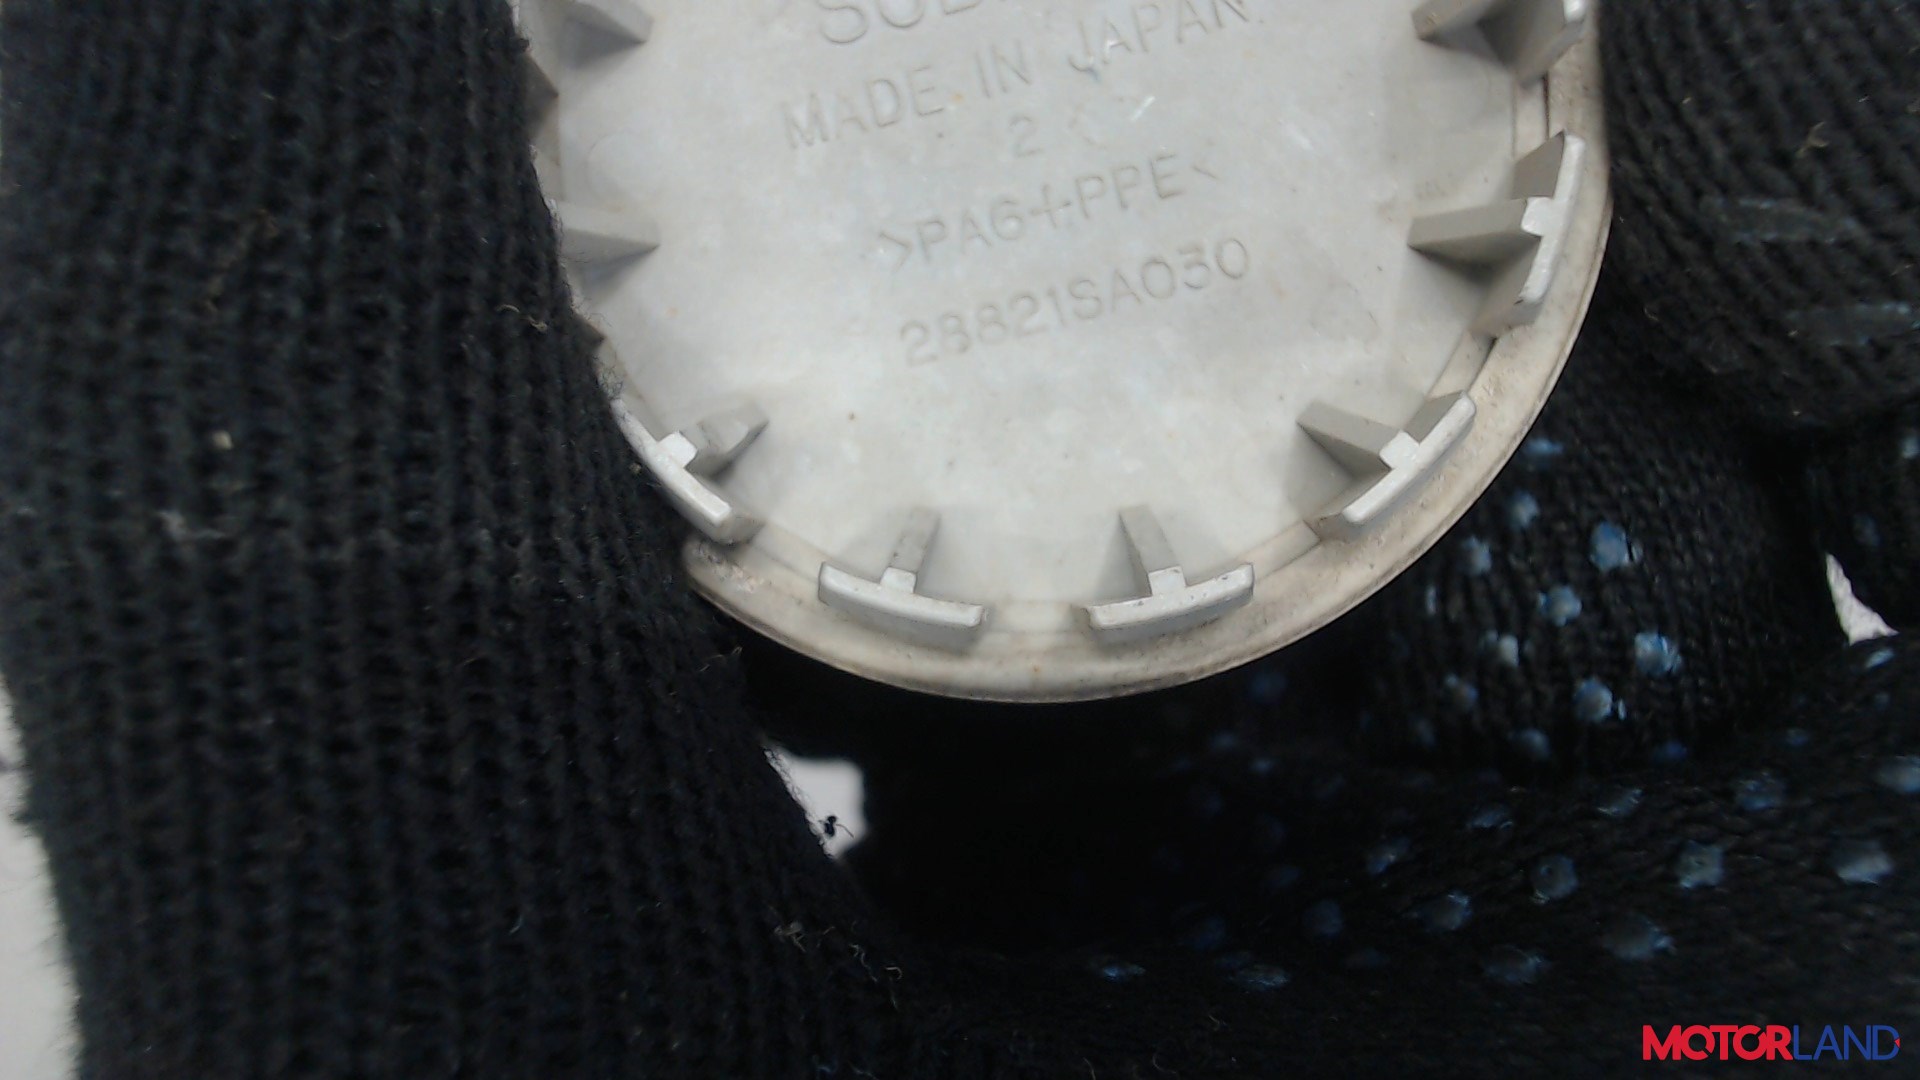 MADE IN JAPAN
2
>PA6+PPE<
28821SA030
MOTORLAND